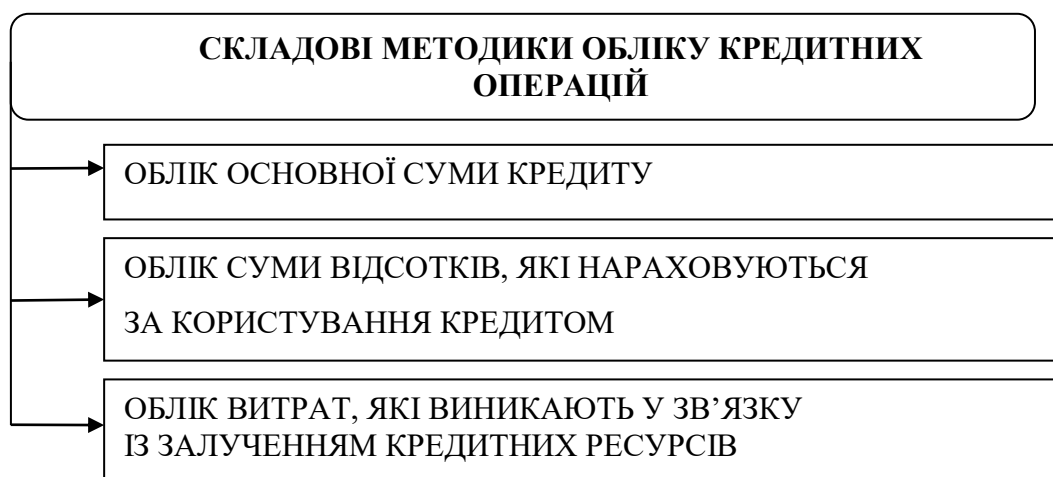 СКЛАДОВІ МЕТОДИКИ ОБЛІКУ КРЕДИТНИХ
ОПЕРАЦІЙ
ОБЛІК ОСНОВНОЇ СУМИ КРЕДИТУ
ОБЛІК СУМИ ВІДСОТКІВ, ЯКІ НАРАХОВУЮТЬСЯ
ЗА КОРИСТУВАННЯ КРЕДИТОМ
ОБЛІК ВИТРАТ, ЯКІ ВИНИКАЮТЬ У ЗВ’ЯЗКУ
ІЗ ЗАЛУЧЕННЯМ КРЕДИТНИХ РЕСУРСІВ